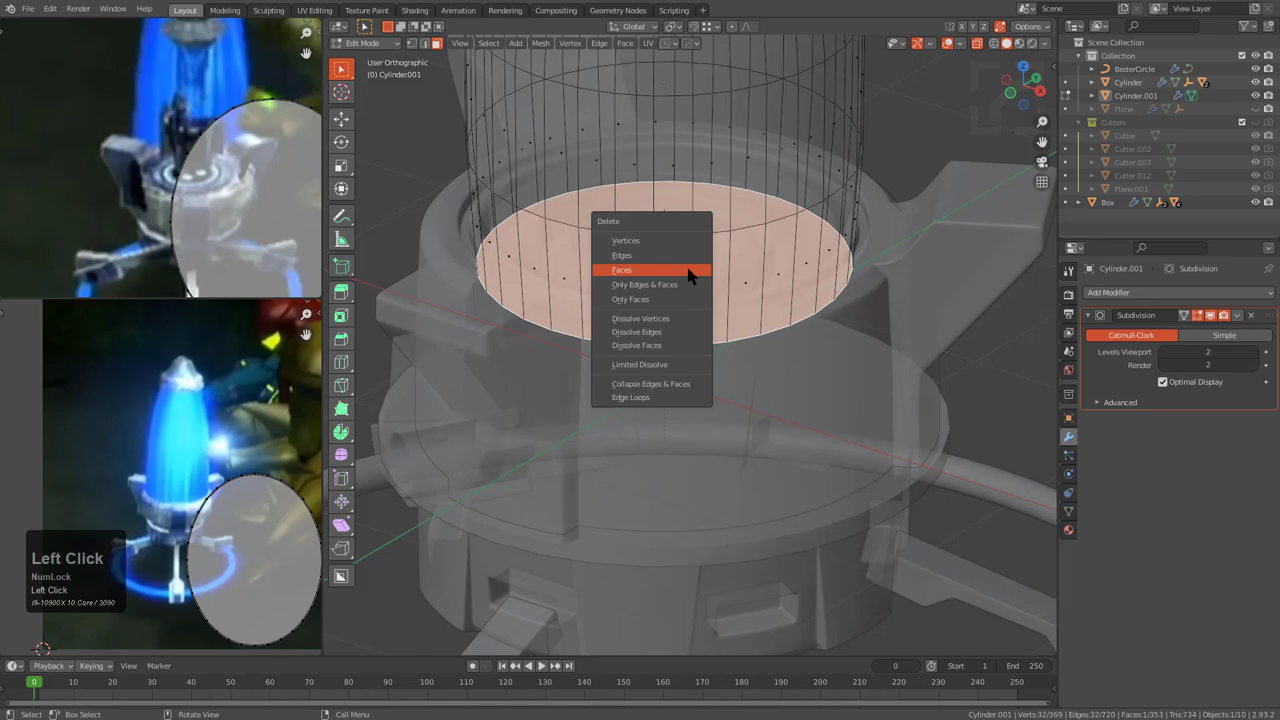 File Edit Render Window Help
Layout Modeling Sculpting UV Editing Texture Paint Shading Animation Rendering Compositing Geometry Nodes Scripting
Scene
View Layer
Global
Options
Edit Mode
View Select Add Mesh Vertex Edge Face UV
User Orthographic
(0) Cylinder.001
Z
Y
X
Scene Collection
Collection
BezierCircle
Cylinder
Cylinder.001
Plane
Cutters
Cutter
Cutter.002
Cutter.007
Cutter.012
Plane.001
Box
Delete
Vertices
Edges
Faces
Only Edges & Faces
Only Faces
Dissolve Vertices
Dissolve Edges
Dissolve Faces
Limited Dissolve
Collapse Edges & Faces
Edge Loops
Cylinder.001
Subdivision
Add Modifier
Subdivision
Catmull-Clark
Simple
Levels Viewport 2
Render 2
Optimal Display
Advanced
Left Click
NumLock
Left Click
i9-10900X 10 Core / 3090
Playback Keying View Marker
0
Start 1
End 250
0 10 20 30 40 50 60 70 80 90 100 110 120 130 140 150 160 170 180 190 200 210 220 230 240 250
Select
Box Select
Rotate View
Call Menu
Cylinder.001 | Verts:32/369 | Edges:32/720 | Faces:1/353 | Tris:734 | Objects:1/10 | 2.93.2